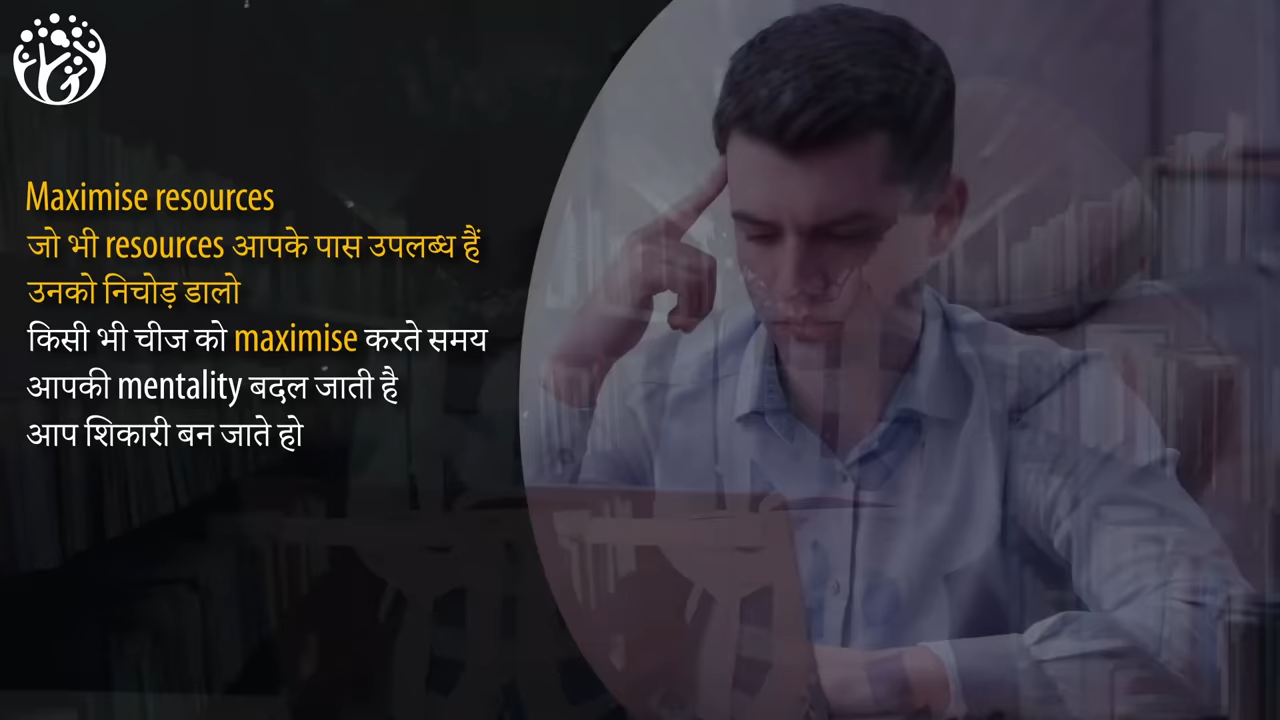 Maximise resources
जो भी resources आपके पास उपलब्ध हैं
उनको निचोड़ डालो
किसी भी चीज को maximise करते समय
आपकी mentality बदल जाती है
आप शिकारी बन जाते हो